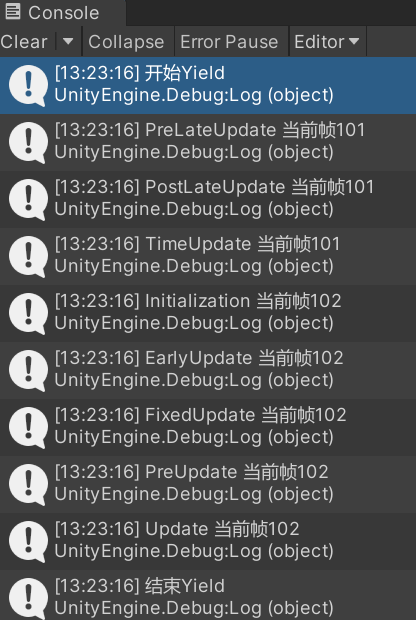 Console
Clear Collapse Error Pause Editor
[13:23:16] 开始Yield
UnityEngine.Debug:Log (object)
[13:23:16] PreLateUpdate 当前帧101
UnityEngine.Debug:Log (object)
[13:23:16] PostLateUpdate 当前帧101
UnityEngine.Debug:Log (object)
[13:23:16] TimeUpdate 当前帧101
UnityEngine.Debug:Log (object)
[13:23:16] Initialization 当前帧102
UnityEngine.Debug:Log (object)
[13:23:16] EarlyUpdate 当前帧102
UnityEngine.Debug:Log (object)
[13:23:16] FixedUpdate 当前帧102
UnityEngine.Debug:Log (object)
[13:23:16] PreUpdate 当前帧102
UnityEngine.Debug:Log (object)
[13:23:16] Update 当前帧102
UnityEngine.Debug:Log (object)
[13:23:16] 结束Yield
UnityEngine.Debug:Log (object)